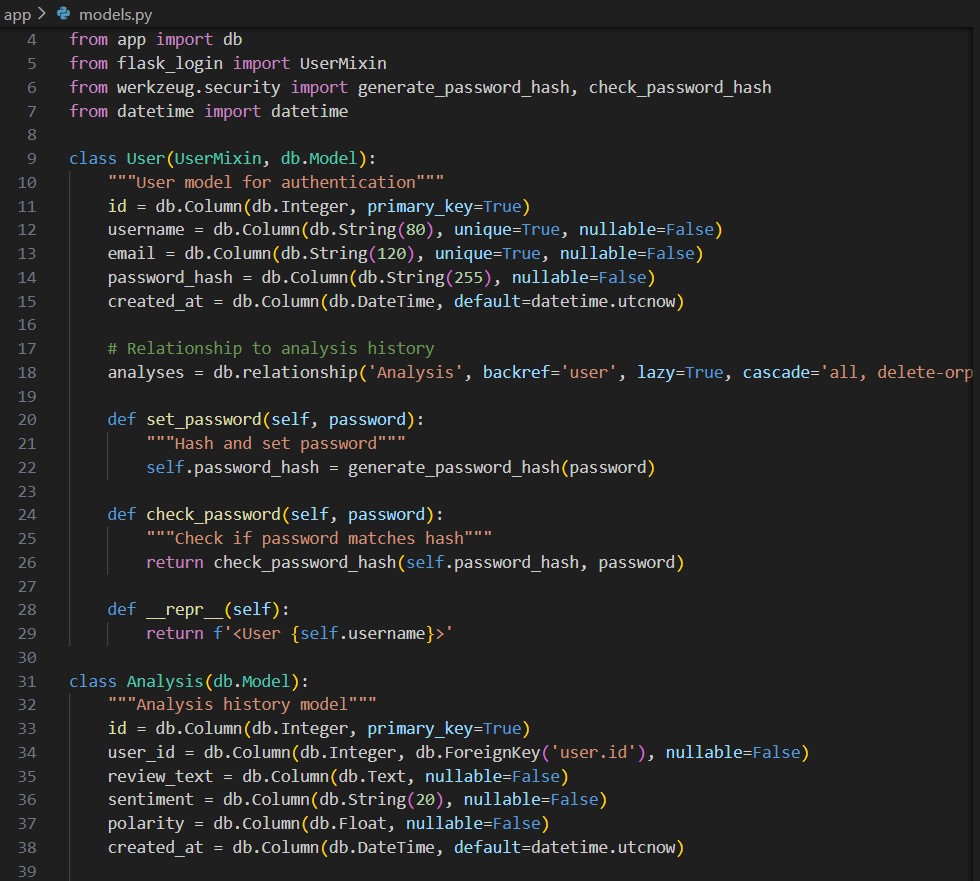 app > models.py
4 from app import db
5 from flask_login import UserMixin
6 from werkzeug.security import generate_password_hash, check_password_hash
7 from datetime import datetime
8
9 class User(UserMixin, db.Model):
10     """User model for authentication"""
11     id = db.Column(db.Integer, primary_key=True)
12     username = db.Column(db.String(80), unique=True, nullable=False)
13     email = db.Column(db.String(120), unique=True, nullable=False)
14     password_hash = db.Column(db.String(255), nullable=False)
15     created_at = db.Column(db.DateTime, default=datetime.utcnow)
16
17     # Relationship to analysis history
18     analyses = db.relationship('Analysis', backref='user', lazy=True, cascade='all, delete-orp
19
20     def set_password(self, password):
21         """Hash and set password"""
22         self.password_hash = generate_password_hash(password)
23
24     def check_password(self, password):
25         """Check if password matches hash"""
26         return check_password_hash(self.password_hash, password)
27
28     def __repr__(self):
29         return f'<User {self.username}>'
30
31 class Analysis(db.Model):
32     """Analysis history model"""
33     id = db.Column(db.Integer, primary_key=True)
34     user_id = db.Column(db.Integer, db.ForeignKey('user.id'), nullable=False)
35     review_text = db.Column(db.Text, nullable=False)
36     sentiment = db.Column(db.String(20), nullable=False)
37     polarity = db.Column(db.Float, nullable=False)
38     created_at = db.Column(db.DateTime, default=datetime.utcnow)
39